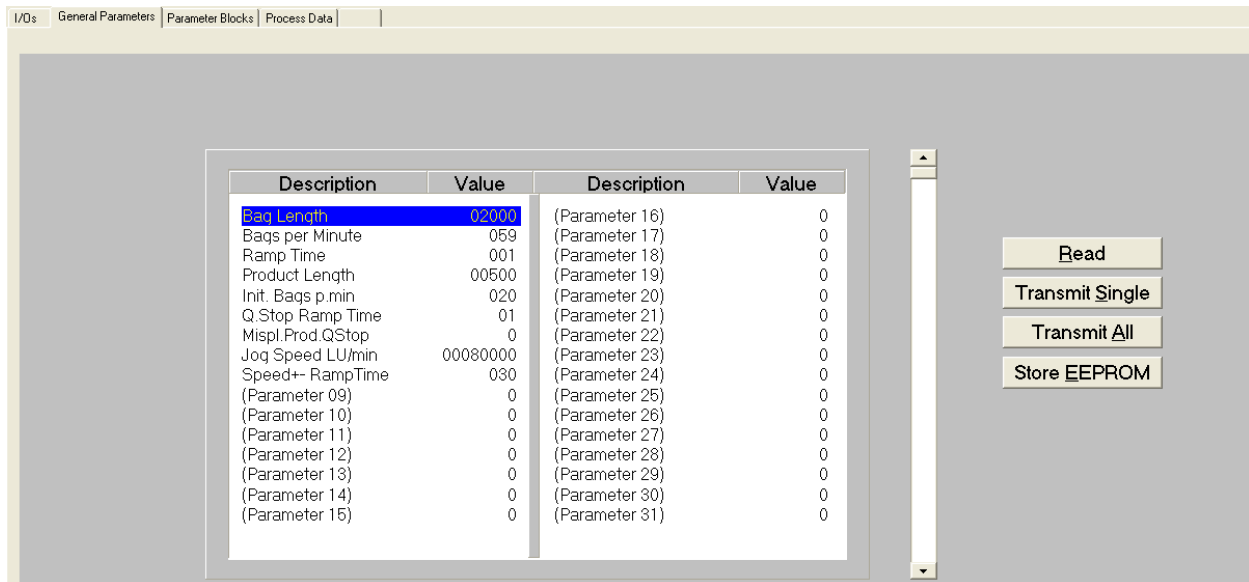 I/Os General Parameters Parameter Blocks Process Data
Description Value Description Value
Bag Length 02000 (Parameter 16) 0
Bags per Minute 059 (Parameter 17) 0
Ramp Time 001 (Parameter 18) 0
Product Length 00500 (Parameter 19) 0
Init. Bags p.min 020 (Parameter 20) 0
Q.Stop Ramp Time 01 (Parameter 21) 0
Mispl.Prod.QStop 0 (Parameter 22) 0
Jog Speed LU/min 00080000 (Parameter 23) 0
Speed+- RampTime 030 (Parameter 24) 0
(Parameter 09) 0 (Parameter 25) 0
(Parameter 10) 0 (Parameter 26) 0
(Parameter 11) 0 (Parameter 27) 0
(Parameter 12) 0 (Parameter 28) 0
(Parameter 13) 0 (Parameter 29) 0
(Parameter 14) 0 (Parameter 30) 0
(Parameter 15) 0 (Parameter 31) 0
Read
Transmit Single
Transmit All
Store EEPROM